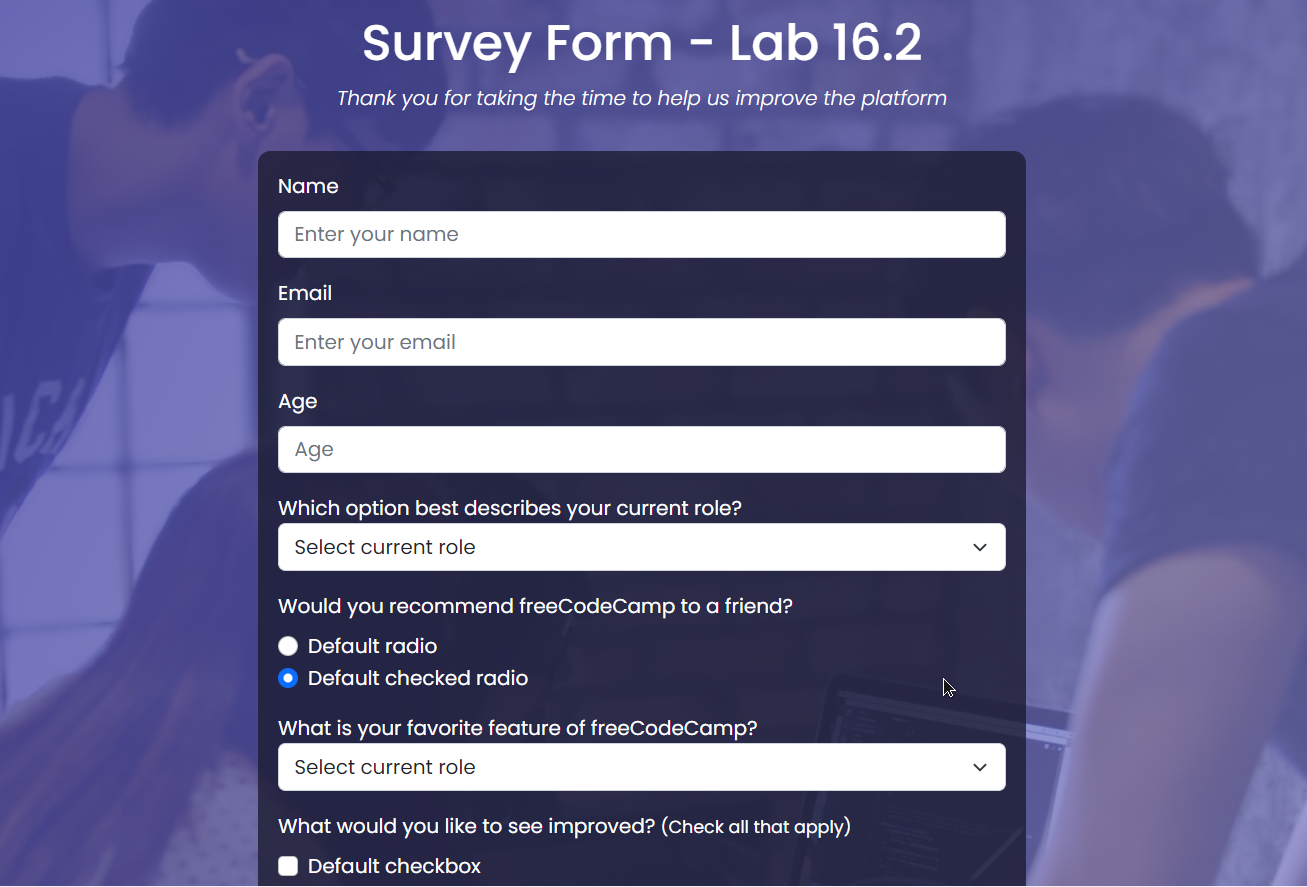 Survey Form - Lab 16.2
Thank you for taking the time to help us improve the platform
Name
Enter your name
Email
Enter your email
Age
Age
Which option best describes your current role?
Select current role
Would you recommend freeCodeCamp to a friend?
Default radio
Default checked radio
What is your favorite feature of freeCodeCamp?
Select current role
What would you like to see improved? (Check all that apply)
Default checkbox